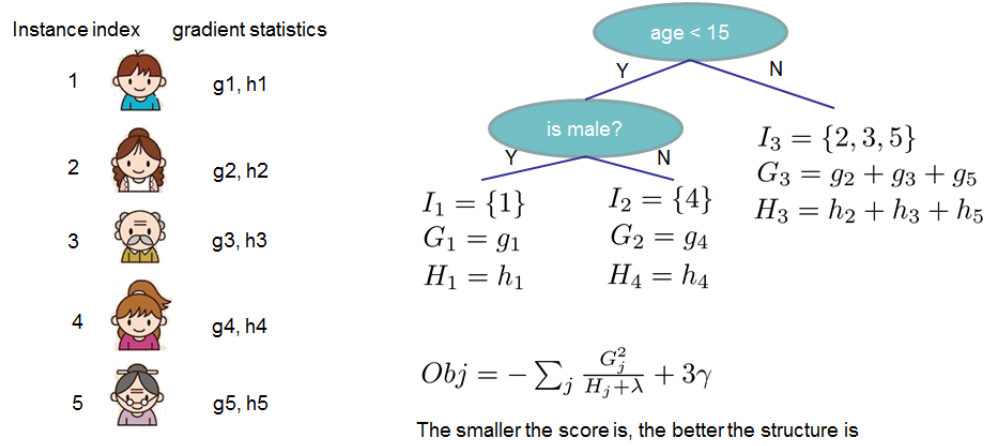 Instance index gradient statistics
1 g1, h1
2 g2, h2
3 g3, h3
4 g4, h4
5 g5, h5
age < 15
Y N
is male?
Y N
I₁ = {1}
G₁ = g₁
H₁ = h₁
I₂ = {4}
G₂ = g₄
H₄ = h₄
I₃ = {2, 3, 5}
G₃ = g₂ + g₃ + g₅
H₃ = h₂ + h₃ + h₅
Obj = − ∑ⱼ G²ⱼ / (Hⱼ + λ) + 3γ
The smaller the score is, the better the structure is